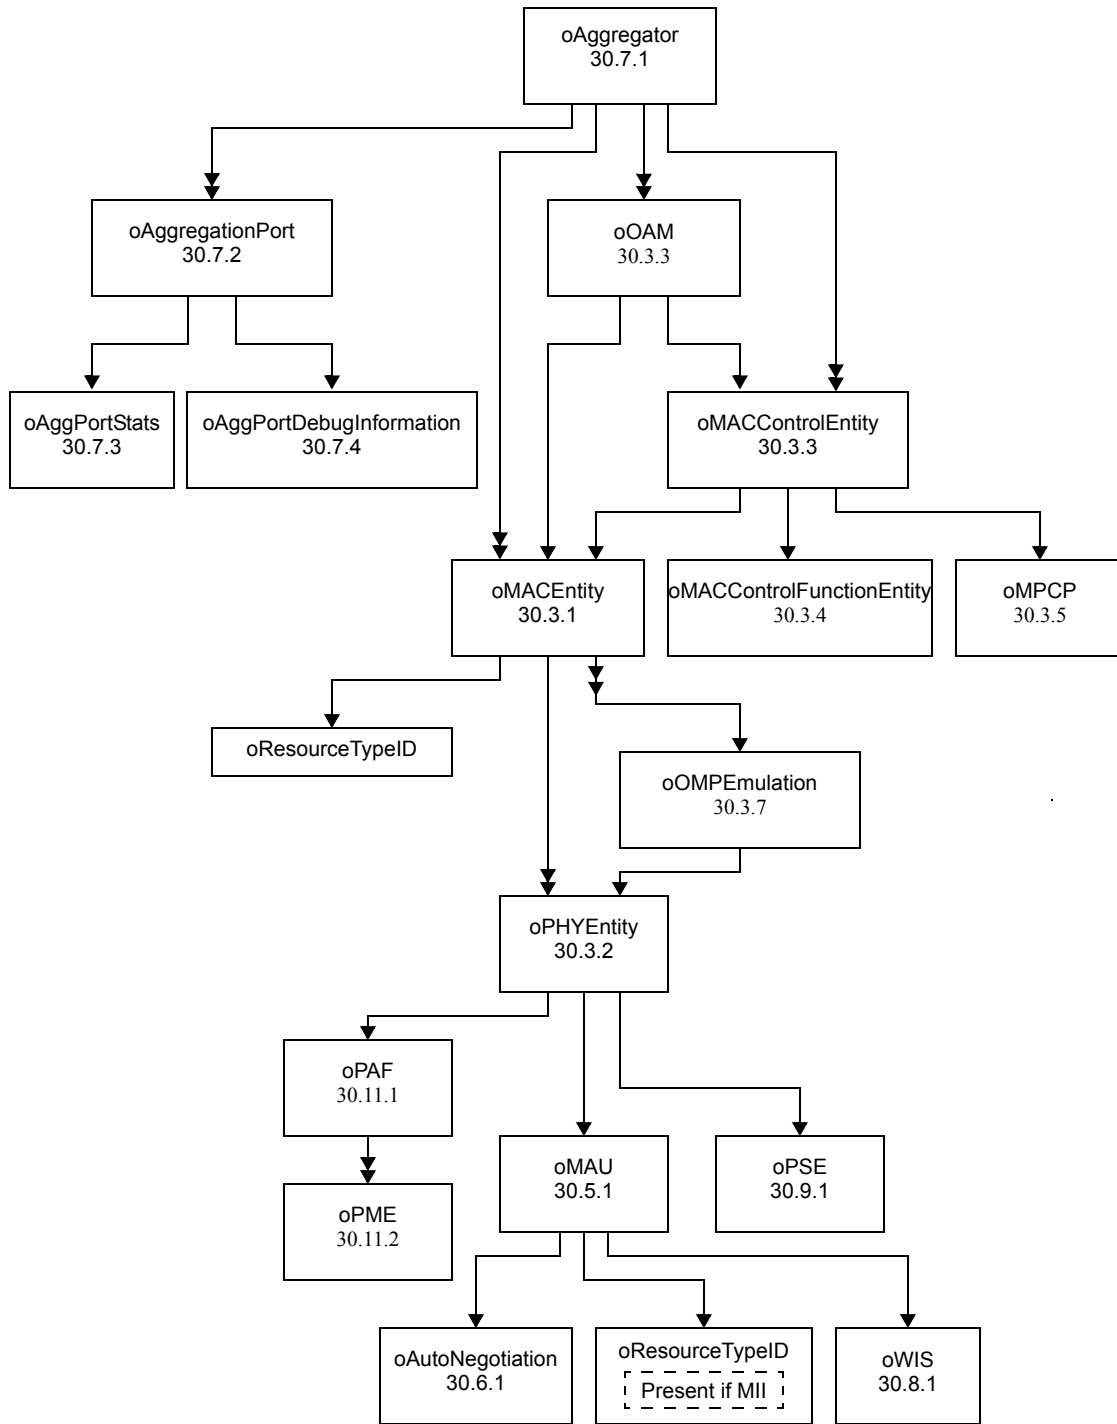 oAggregator
30.7.1
oAggregationPort
30.7.2
oOAM
30.3.3
oAggPortStats
30.7.3
oAggPortDebugInformation
30.7.4
oMACControlEntity
30.3.3
oMACEntity
30.3.1
oMACControlFunctionEntity
30.3.4
oMPCP
30.3.5
oResourceTypeID
oOMPEmulation
30.3.7
oPHYEntity
30.3.2
oPAF
30.11.1
oMAU
30.5.1
oPSE
30.9.1
oPME
30.11.2
oAutoNegotiation
30.6.1
oResourceTypeID
Present if MII
oWIS
30.8.1